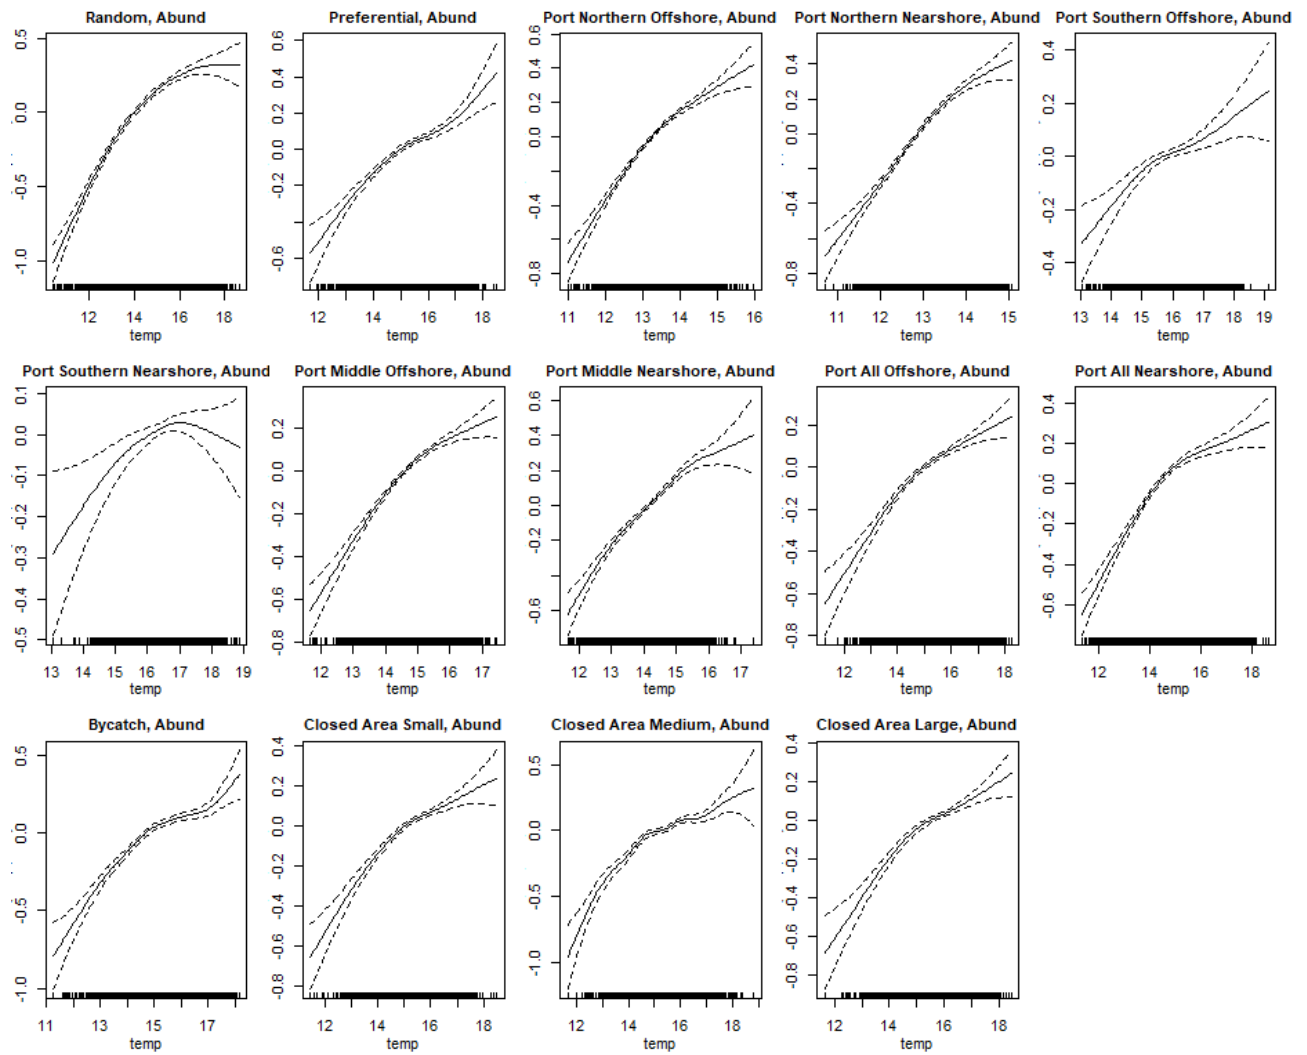 Random, Abund
Preferential, Abund
Port Northern Offshore, Abund
Port Northern Nearshore, Abund
Port Southern Offshore, Abund
0.5
0.0
-0.5
-1.0
12 14 16 18
temp
0.6
0.4
0.2
0.0
-0.2
-0.6
12 13 14 15 16 17 18
temp
0.6
0.4
0.2
0.0
-0.4
-0.8
11 12 13 14 15 16
temp
0.4
0.2
0.0
-0.4
-0.8
11 12 13 14 15
temp
0.4
0.2
0.0
-0.2
-0.4
13 14 15 16 17 18 19
temp
Port Southern Nearshore, Abund
Port Middle Offshore, Abund
Port Middle Nearshore, Abund
Port All Offshore, Abund
Port All Nearshore, Abund
0.1
0.0
-0.1
-0.2
-0.3
-0.4
-0.5
13 14 15 16 17 18 19
temp
0.2
0.0
-0.2
-0.4
-0.6
-0.8
12 13 14 15 16 17
temp
0.6
0.4
0.2
0.0
-0.2
-0.6
12 13 14 15 16 17
temp
0.2
0.0
-0.2
-0.4
-0.6
-0.8
12 14 16 18
temp
0.4
0.2
0.0
-0.2
-0.6
12 14 16 18
temp
Bycatch, Abund
Closed Area Small, Abund
Closed Area Medium, Abund
Closed Area Large, Abund
0.5
0.0
-0.5
-1.0
11 13 15 17
temp
0.4
0.2
0.0
-0.2
-0.4
-0.6
-0.8
12 14 16 18
temp
0.5
0.0
-0.5
-1.0
12 14 16 18
temp
0.4
0.2
0.0
-0.2
-0.4
-0.6
-0.8
12 14 16 18
temp